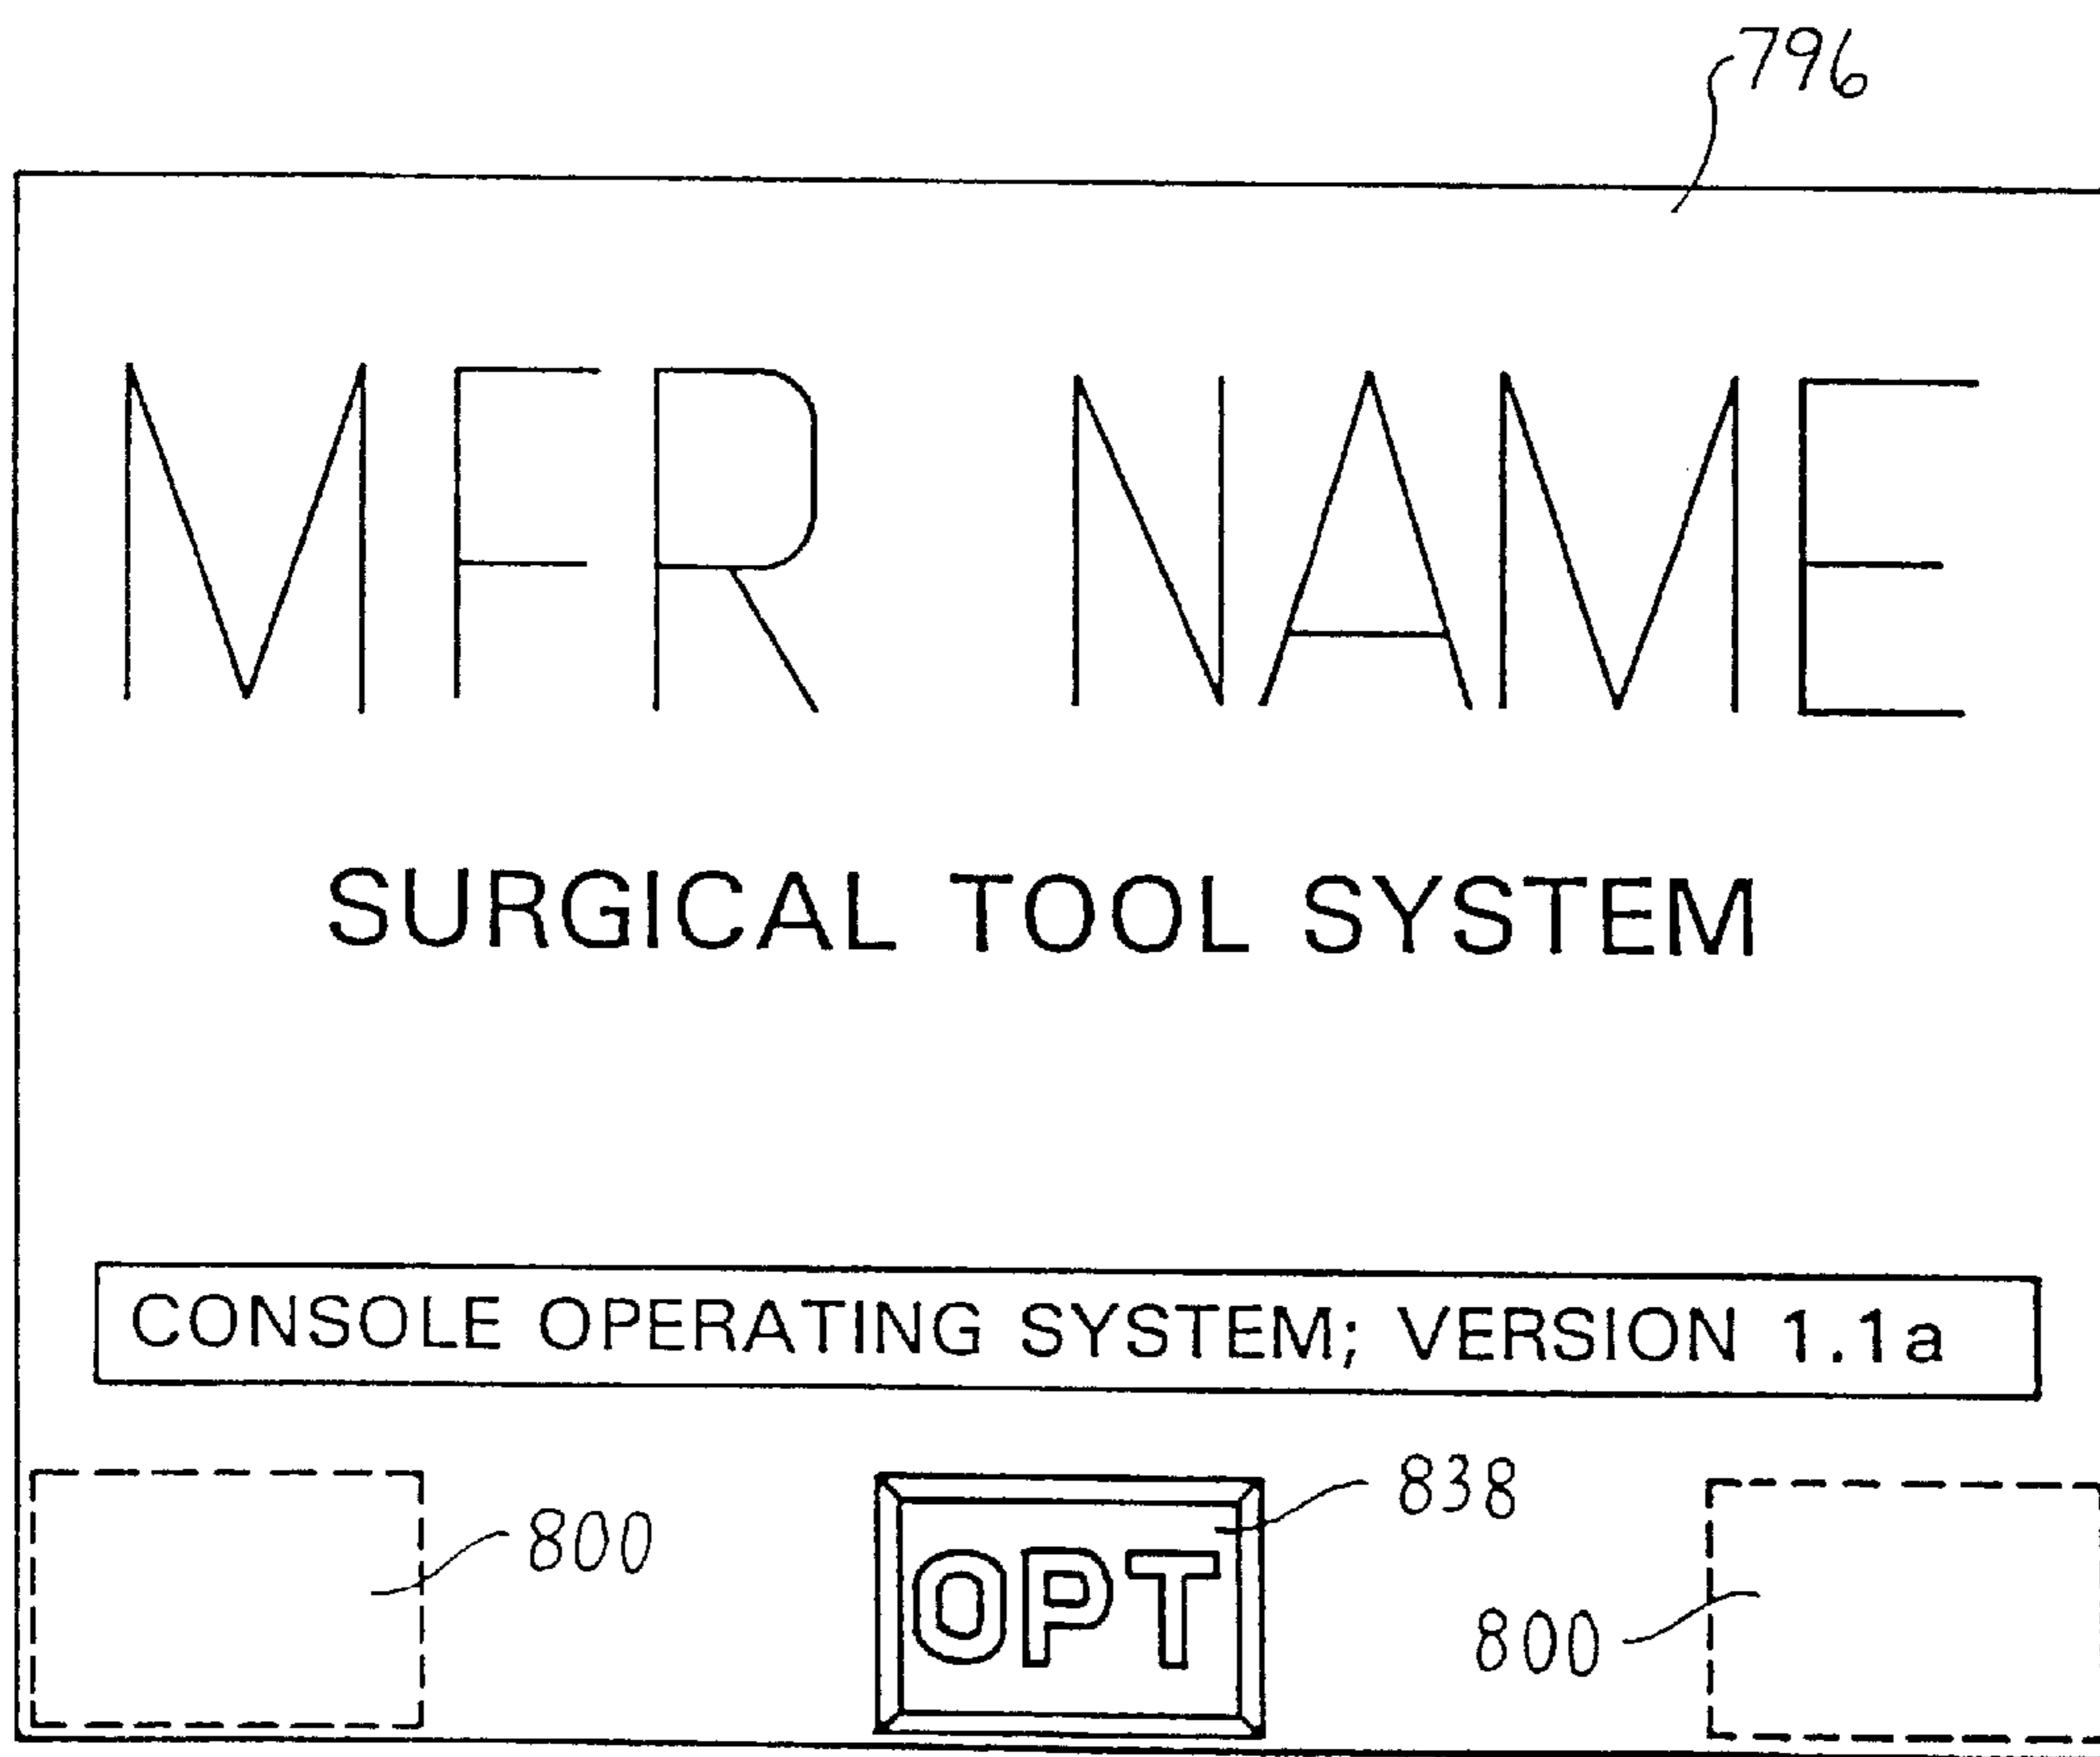 796
MFR NAME
SURGICAL TOOL SYSTEM
CONSOLE OPERATING SYSTEM; VERSION 1.1a
838
800
OPT
800